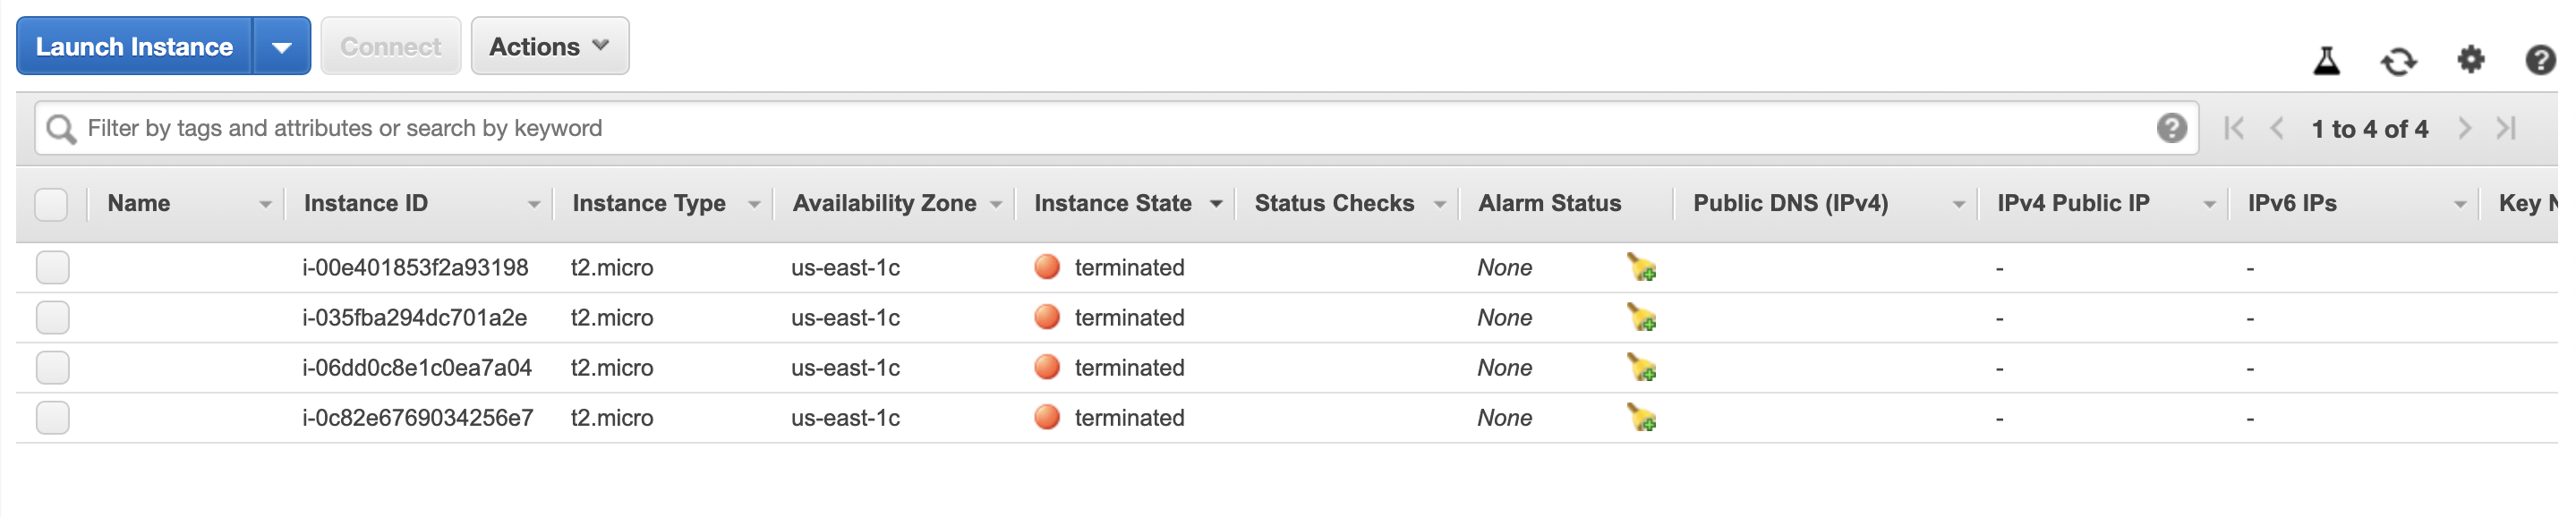 Launch Instance Connect Actions
Filter by tags and attributes or search by keyword 1 to 4 of 4
Name Instance ID Instance Type Availability Zone Instance State Status Checks Alarm Status Public DNS (IPv4) IPv4 Public IP IPv6 IPs Key
i-00e401853f2a93198 t2.micro us-east-1c terminated None - -
i-035fba294dc701a2e t2.micro us-east-1c terminated None - -
i-06dd0c8e1c0ea7a04 t2.micro us-east-1c terminated None - -
i-0c82e6769034256e7 t2.micro us-east-1c terminated None - -